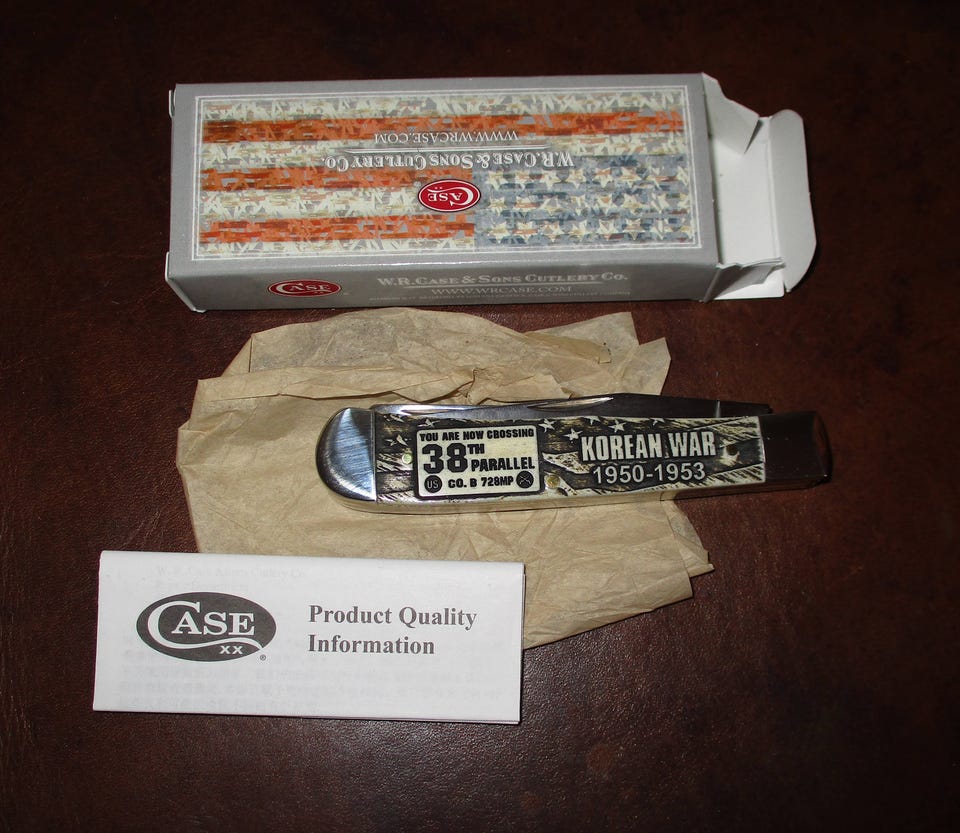 WWW.WRCASE.COM
W.R. CASE & SONS CUTLERY CO.
CASE
CASE
W.R. CASE & SONS CUTLERY CO.
WWW.WRCASE.COM
YOU ARE NOW CROSSING
38TH
PARALLEL
US CO. B 728MP
KOREAN WAR
1950-1953
CASE
XX
®
Product Quality
Information